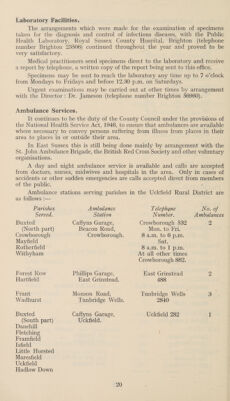 Laboratory Facilities.
The arrangements which were made for the examination of specimens
taken for the diagnosis and control of infectious diseases, with the Public
Health Laboratory, Royal Sussex County Hospital, Brighton (telephone
number Brighton 23806) continued throughout the year and proved to be
very satisfactory.
Medical practitioners send specimens direct to the laboratory and receive
a report by telephone, a written copy of the report being sent to this office.
Specimens may be sent to the laboratory any time up to 7 o'clock
from Mondays to Fridays and before 12.30 p.m. on Saturdays.
Urgent examinations may be carried out at other times by arrangement
with the Director : Dr. Jameson (telephone number Brighton).
Ambulance Services.
It continues to be the duty of the County Council under the provisions of
the National Health Service Act, 1946, to ensure that ambulances are available
where necessary to convey persons suffering from illness from places in their
area to places in or outside their area.
In East Sussex this is still being done mainly by arrangement with the
St. John Ambulance Brigade, the British Red Cross Society and other voluntary
organisations.
A day and night ambulance service is available and calls are accepted
from doctors, nurses, midwives and hospitals in the area. Only in cases of
accidents or other sudden emergencies are calls accepted direct from members
of the public.
Ambulance stations serving parishes in the Uckfield Rural District are
as follows :—
Parishes Ambulance Telephone No. of
Served. Station. Number. Ambulances
Buxted Caffyns Garage, Crowborough 532 2
(North part) Beacon Road, Mon. to Fri.
Crowborough Crowborough. 8 a.m. to 6 p.m.
Mayfield Sat.
Rotherfield 8 a.m. to 1 p.m.
Withyham At all other times
Crowborough 882.
Forest Row Phillips Garage, East Grinstead 2
Hartfield East Grinstead. 488
Frant Monson Road, Tunbridge Wells 3
Wadhurst Tunbridge Wells. 2840
Buxted Caffyns Garage, Uckfield 282 1
(South part) Uckfield.
Danehill
Fletching
Framfield
Isfield
Little Horsted
Maresfield
Uckfield
Hadlow Down
20